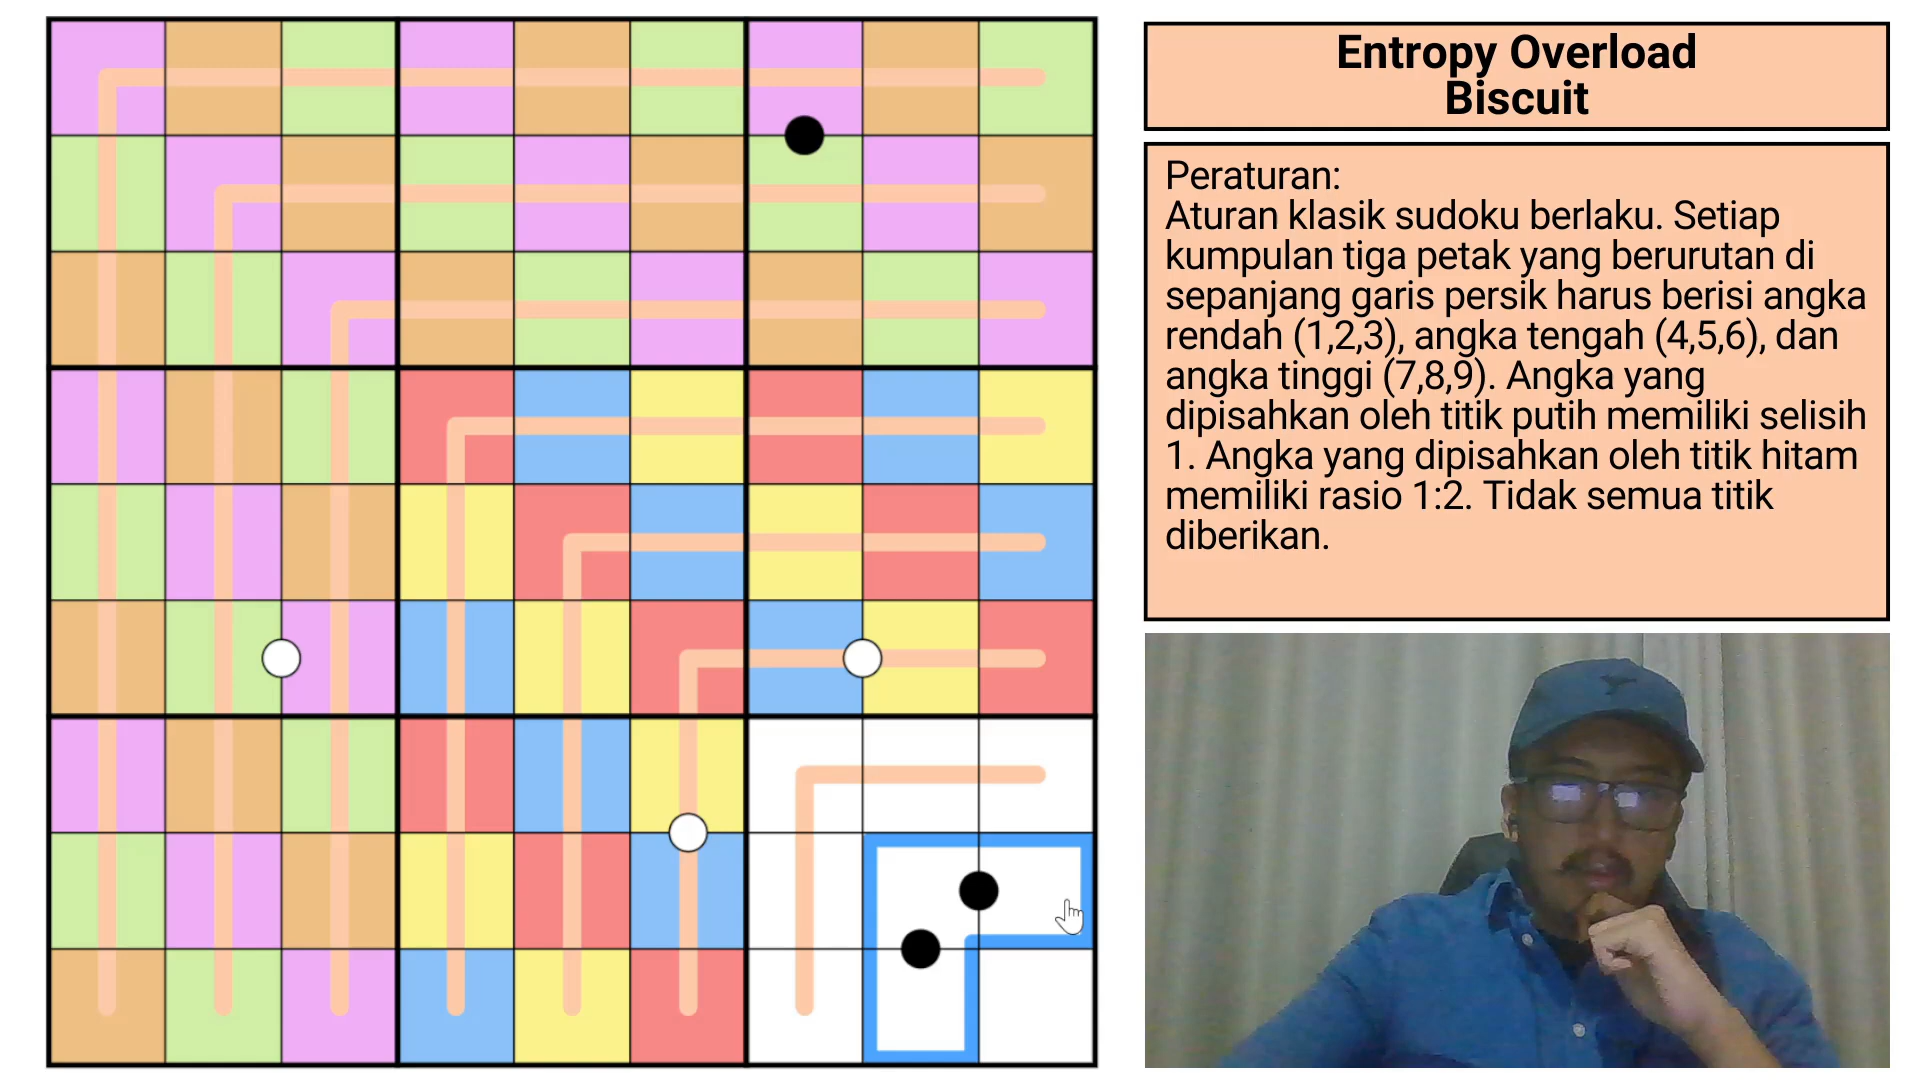 Entropy Overload
Biscuit
Peraturan:
Aturan klasik sudoku berlaku. Setiap
kumpulan tiga petak yang berurutan di
sepanjang garis persik harus berisi angka
rendah (1,2,3), angka tengah (4,5,6), dan
angka tinggi (7,8,9). Angka yang
dipisahkan oleh titik putih memiliki selisih
1. Angka yang dipisahkan oleh titik hitam
memiliki rasio 1:2. Tidak semua titik
diberikan.